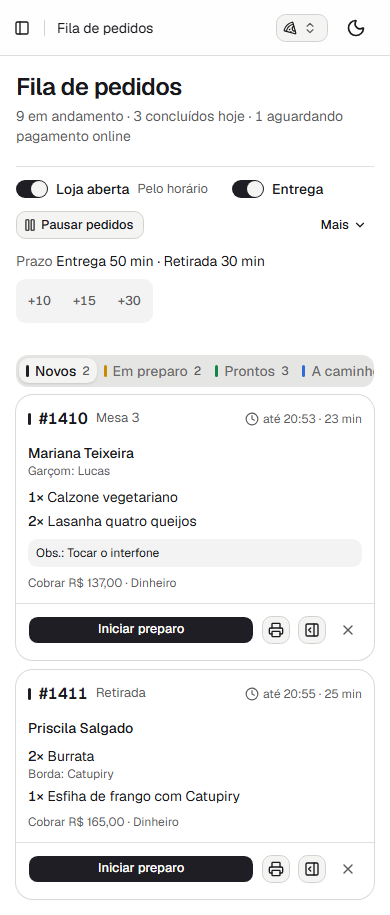 Fila de pedidos
Fila de pedidos
9 em andamento · 3 concluídos hoje · 1 aguardando
pagamento online
Loja aberta Pelo horário Entrega
Pausar pedidos Mais
Prazo Entrega 50 min · Retirada 30 min
+10 +15 +30
Novos 2 Em preparo 2 Prontos 3 A caminho
#1410 Mesa 3 até 20:53 · 23 min
Mariana Teixeira
Garçom: Lucas
1× Calzone vegetariano
2× Lasanha quatro queijos
Obs.: Tocar o interfone
Cobrar R$ 137,00 · Dinheiro
Iniciar preparo
#1411 Retirada até 20:55 · 25 min
Priscila Salgado
2× Burrata
Borda: Catupiry
1× Esfiha de frango com Catupiry
Cobrar R$ 165,00 · Dinheiro
Iniciar preparo